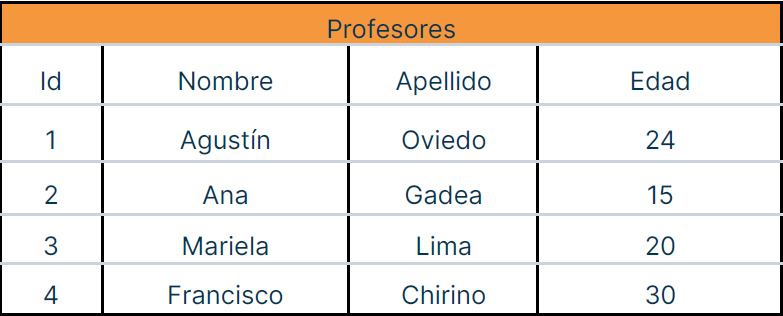 Profesores
Id Nombre Apellido Edad
1 Agustín Oviedo 24
2 Ana Gadea 15
3 Mariela Lima 20
4 Francisco Chirino 30